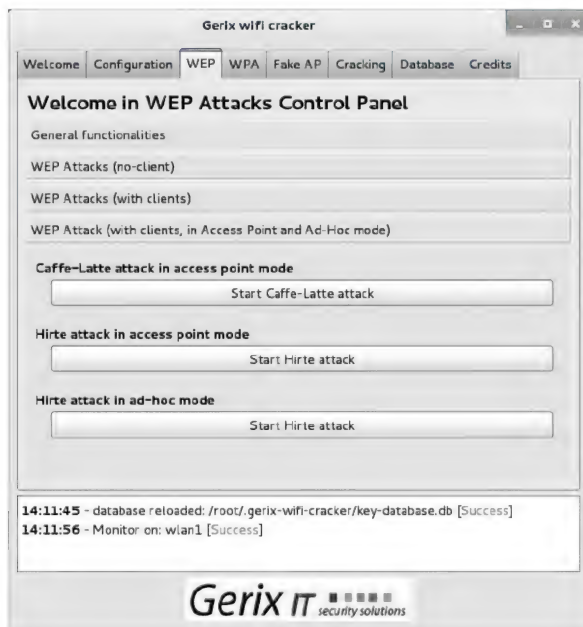 Gerix wifi cracker
Welcome Configuration WEP WPA Fake AP Cracking Database Credits
Welcome in WEP Attacks Control Panel
General functionalities
WEP Attacks (no-client)
WEP Attacks (with clients)
WEP Attack (with clients, in Access Point and Ad-Hoc mode)
Caffe-Latte attack in access point mode
Start Caffe-Latte attack
Hirte attack in access point mode
Start Hirte attack
Hirte attack in ad-hoc mode
Start Hirte attack
14:11:45 - database reloaded: /root/.gerix-wifi-cracker/key-database.db [Success]
14:11:56 - Monitor on: wlan1 [Success]
Gerix IT security solutions